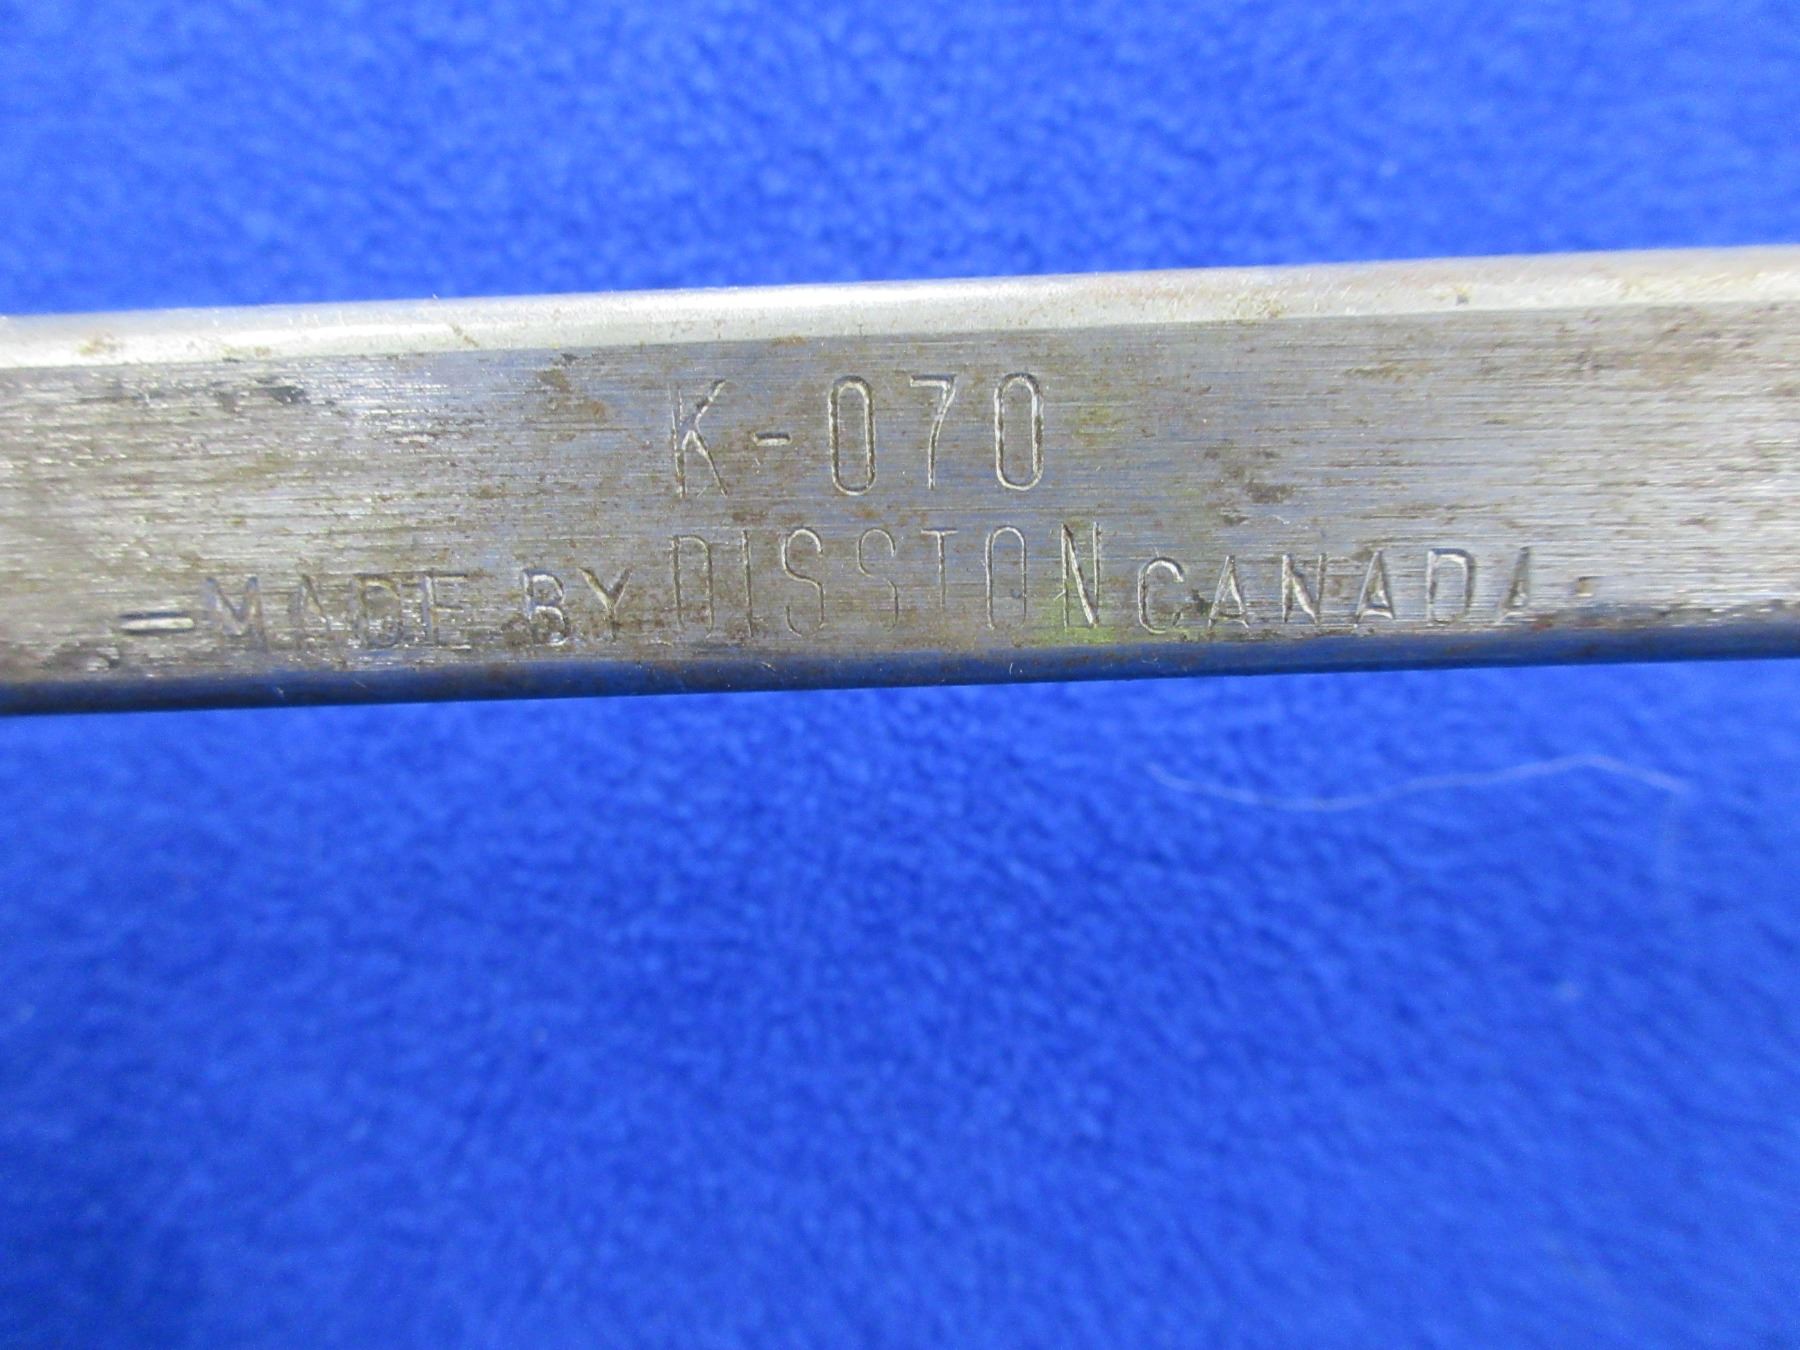 K-070
-MADE BY DISSTON CANADA-